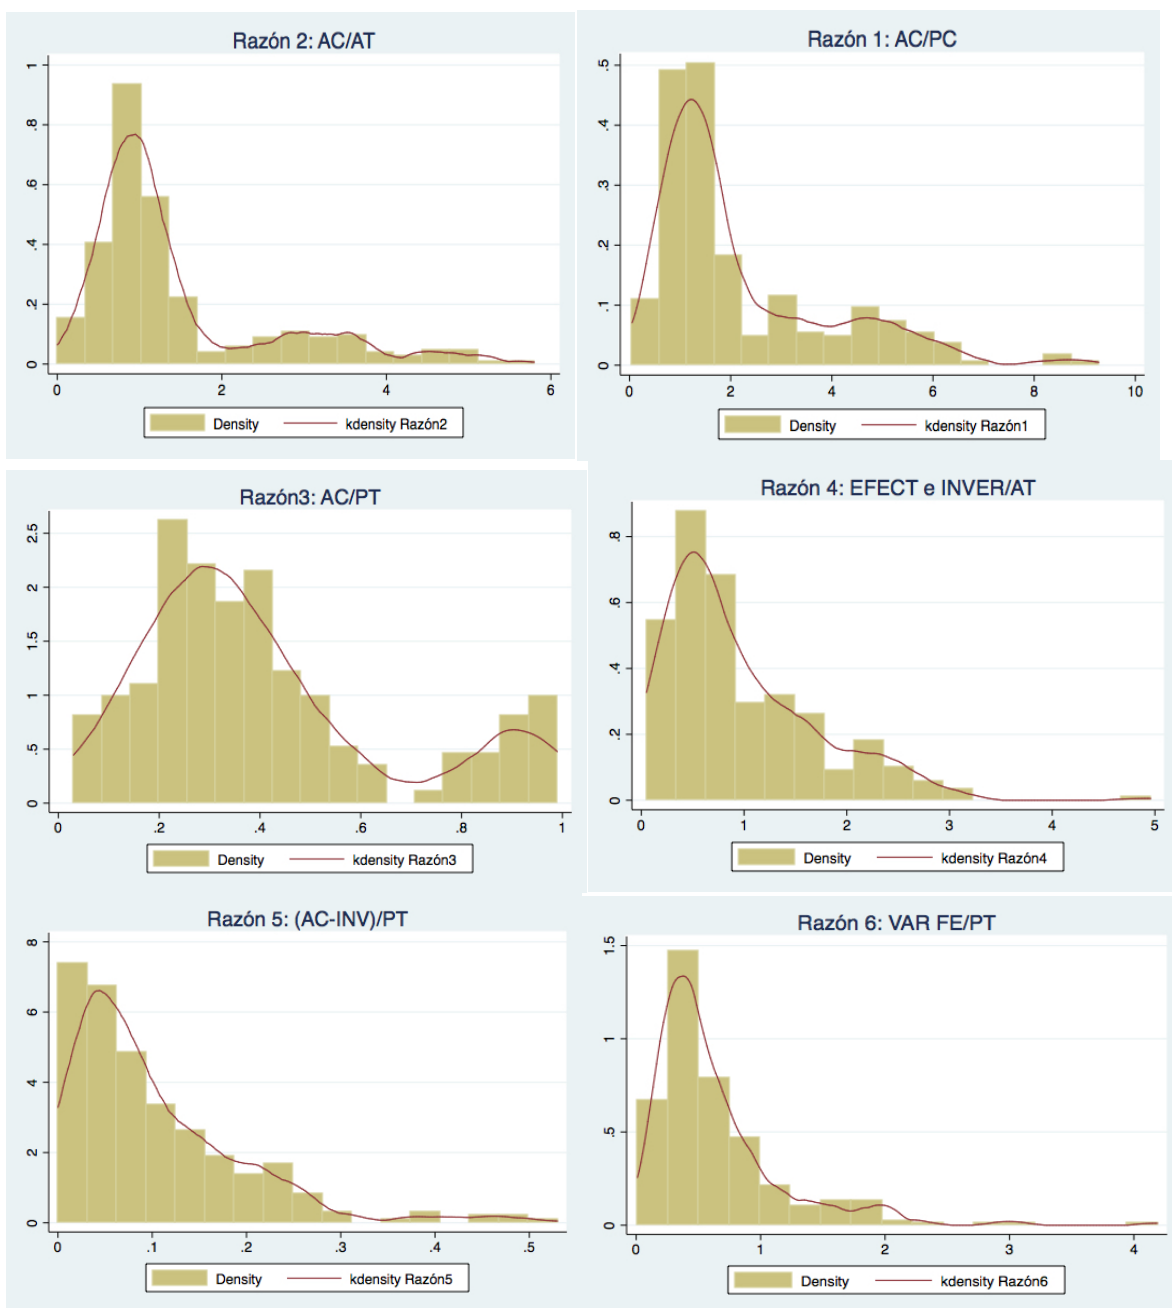 Razón 2: AC/AT
1
.8
.6
.4
.2
0
0 2 4 6
Density kdensity Razón2
Razón 1: AC/PC
.5
.4
.3
.2
.1
0
0 2 4 6 8 10
Density kdensity Razón1
Razón3: AC/PT
2.5
2
1.5
1
.5
0
0 .2 .4 .6 .8 1
Density kdensity Razón3
Razón 4: EFECT e INVER/AT
.8
.6
.4
.2
0
0 1 2 3 4 5
Density kdensity Razón4
Razón 5: (AC-INV)/PT
8
6
4
2
0
0 .1 .2 .3 .4 .5
Density kdensity Razón5
Razón 6: VAR FE/PT
1.5
1
.5
0
0 1 2 3 4
Density kdensity Razón6